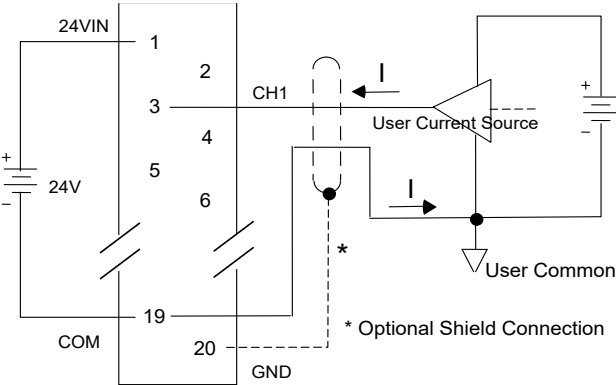 24VIN
1
2
3
CH1
I
User Current Source
+
−
4
5
6
+
24V
−
I
*
User Common
19
COM
20
GND
* Optional Shield Connection